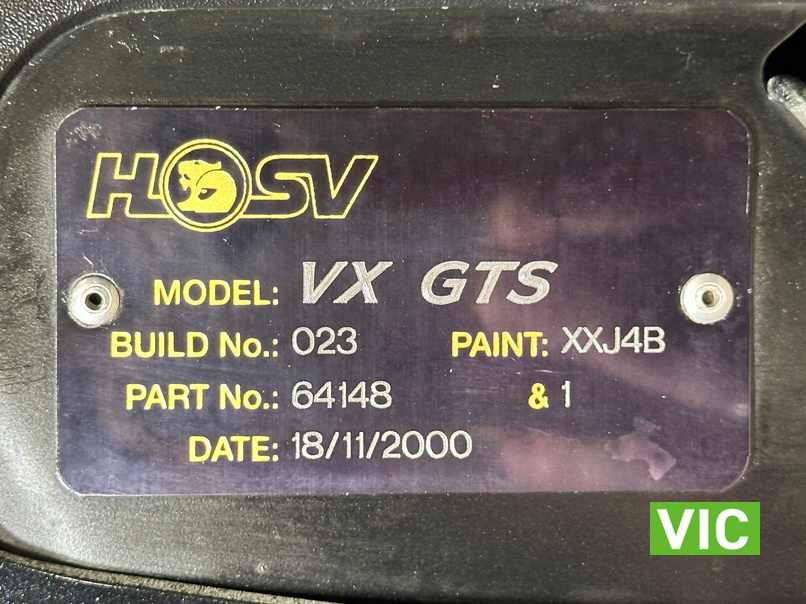 HSV
MODEL: VX GTS
BUILD No.: 023 PAINT: XXJ4B
PART No.: 64148 & 1
DATE: 18/11/2000
VIC